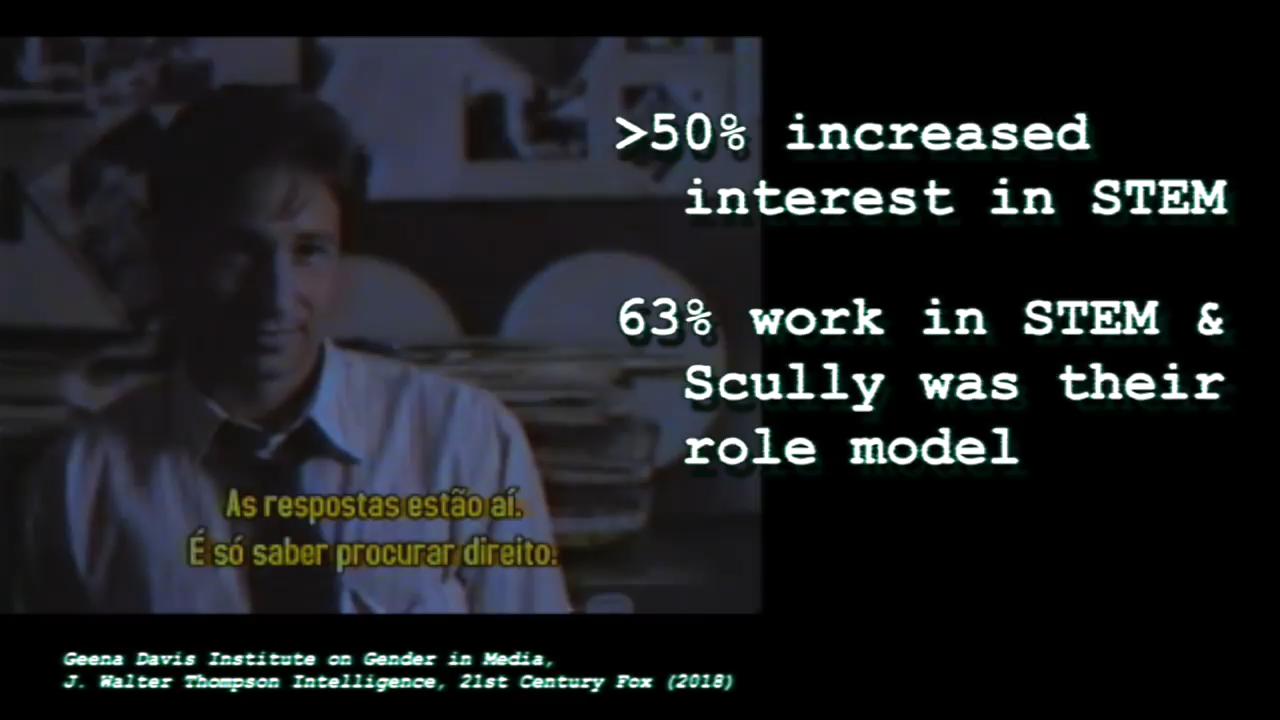 >50% increased
interest in STEM
63% work in STEM &
Scully was their
role model
As respostas estão aí.
É só saber procurar direito.
Geena Davis Institute on Gender in Media,
J. Walter Thompson Intelligence, 21st Century Fox (2018)